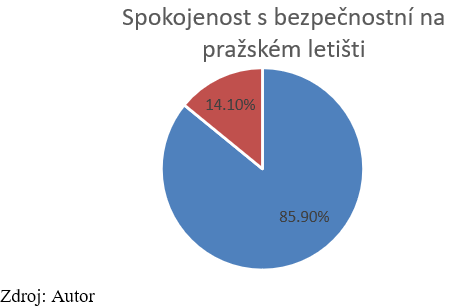 Spokojenost s bezpečnostní na
pražském letišti
14.10%
85.90%
Zdroj: Autor